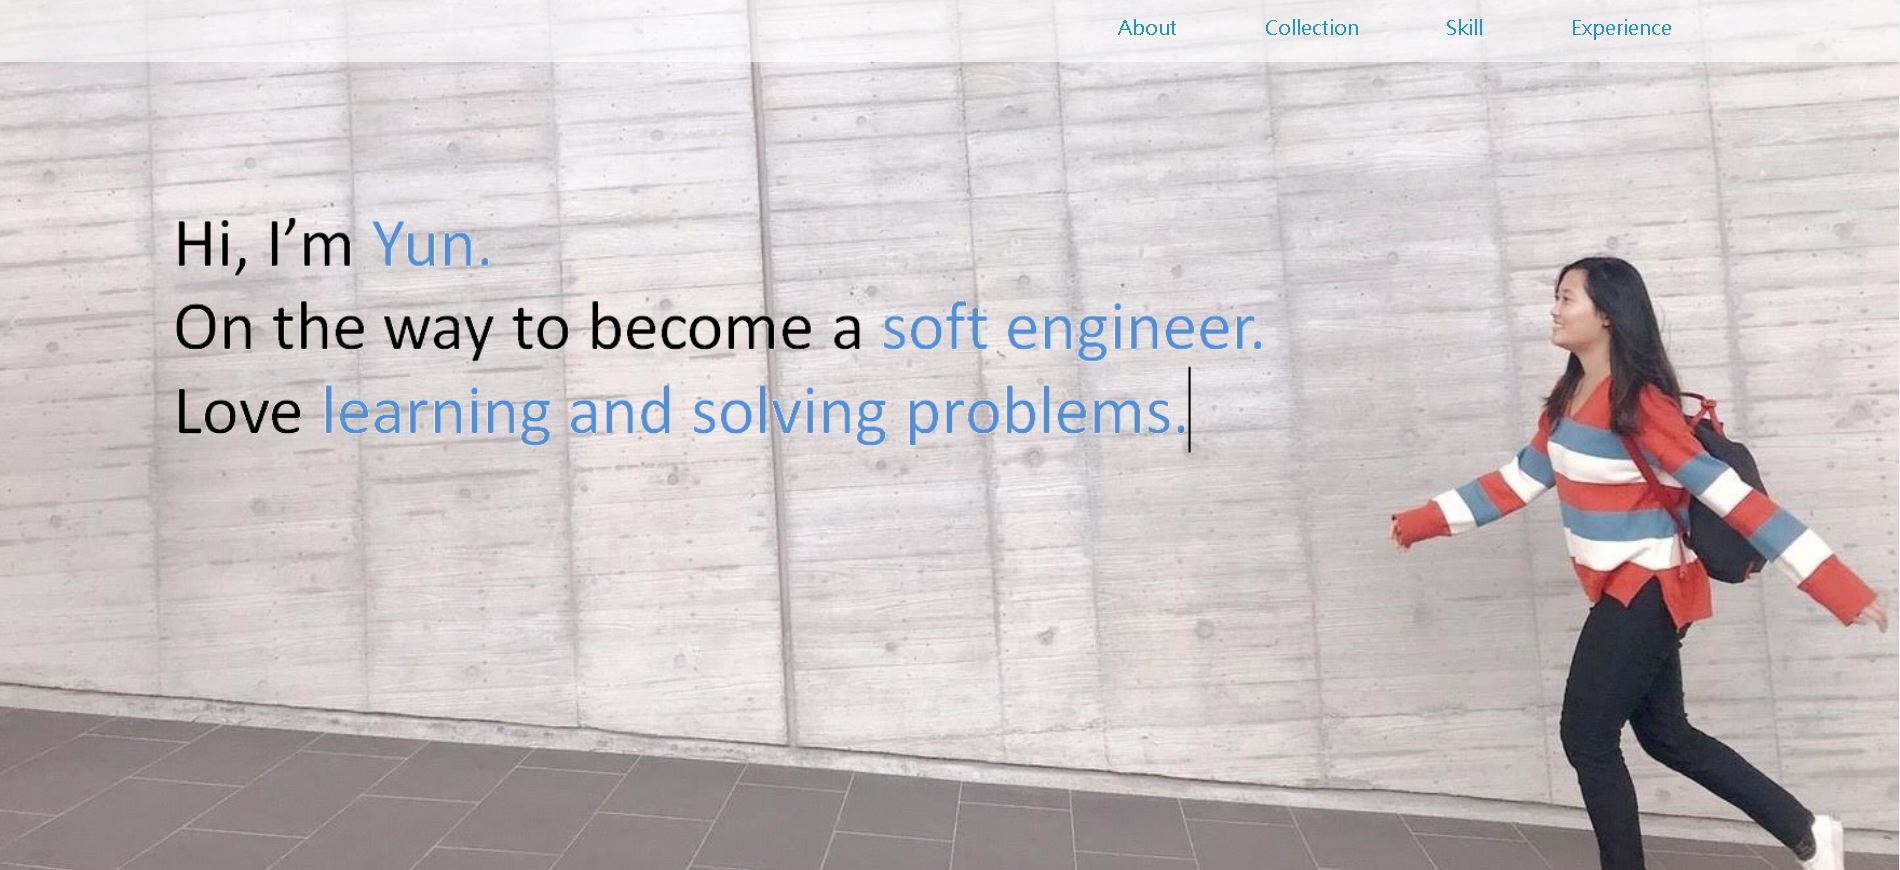 About Collection Skill Experience
Hi, I’m Yun.
On the way to become a soft engineer.
Love learning and solving problems.